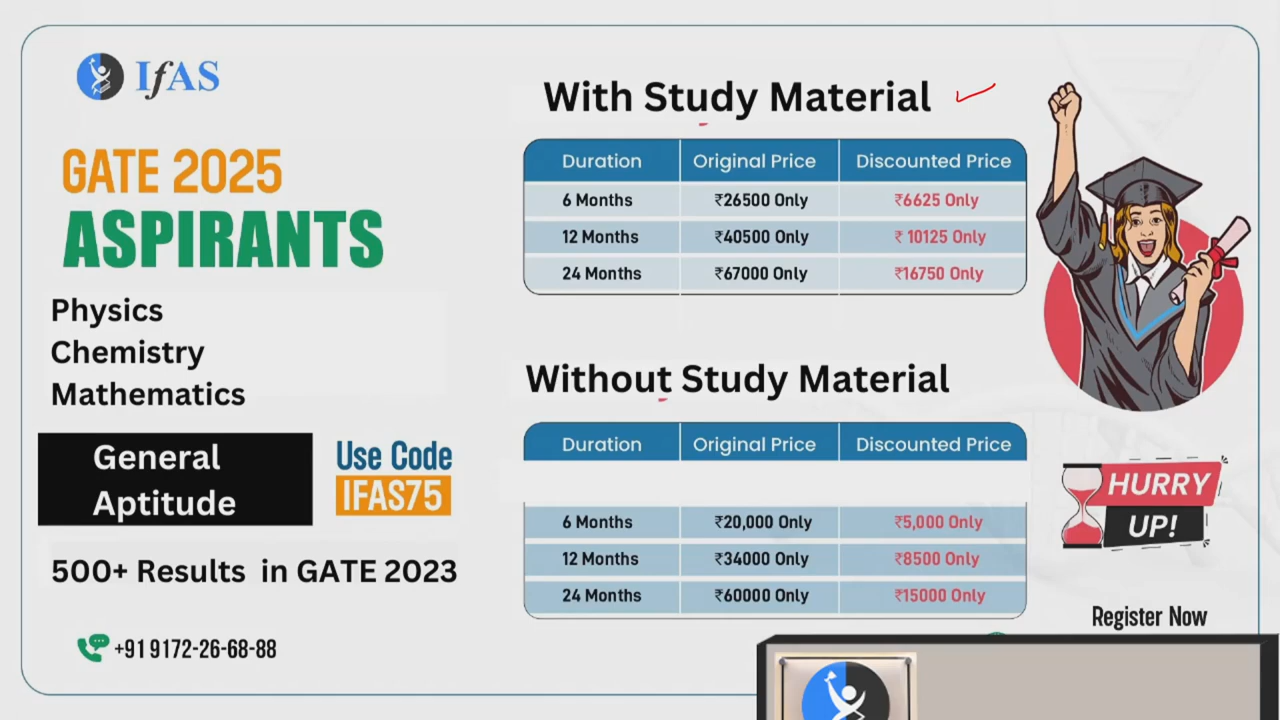 IfAS
GATE 2025
ASPIRANTS
Physics
Chemistry
Mathematics
General
Aptitude
Use Code
IFAS75
500+ Results in GATE 2023
+91 9172-26-68-88
With Study Material
Duration Original Price Discounted Price
6 Months ₹26500 Only ₹6625 Only
12 Months ₹40500 Only ₹ 10125 Only
24 Months ₹67000 Only ₹16750 Only
Without Study Material
Duration Original Price Discounted Price
6 Months ₹20,000 Only ₹5,000 Only
12 Months ₹34000 Only ₹8500 Only
24 Months ₹60000 Only ₹15000 Only
HURRY
UP!
Register Now